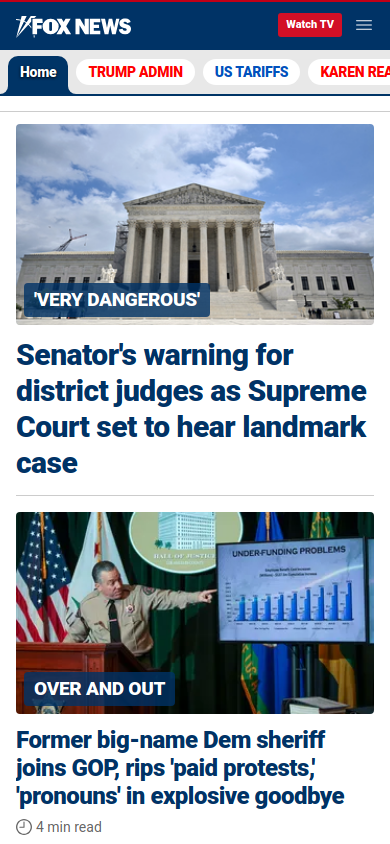 FOX NEWS
Watch TV
Home
TRUMP ADMIN
US TARIFFS
KAREN REA
'VERY DANGEROUS'
Senator's warning for
district judges as Supreme
Court set to hear landmark
case
HALL OF JUSTICE
UNDER-FUNDING PROBLEMS
OVER AND OUT
Former big-name Dem sheriff
joins GOP, rips 'paid protests,'
'pronouns' in explosive goodbye
4 min read